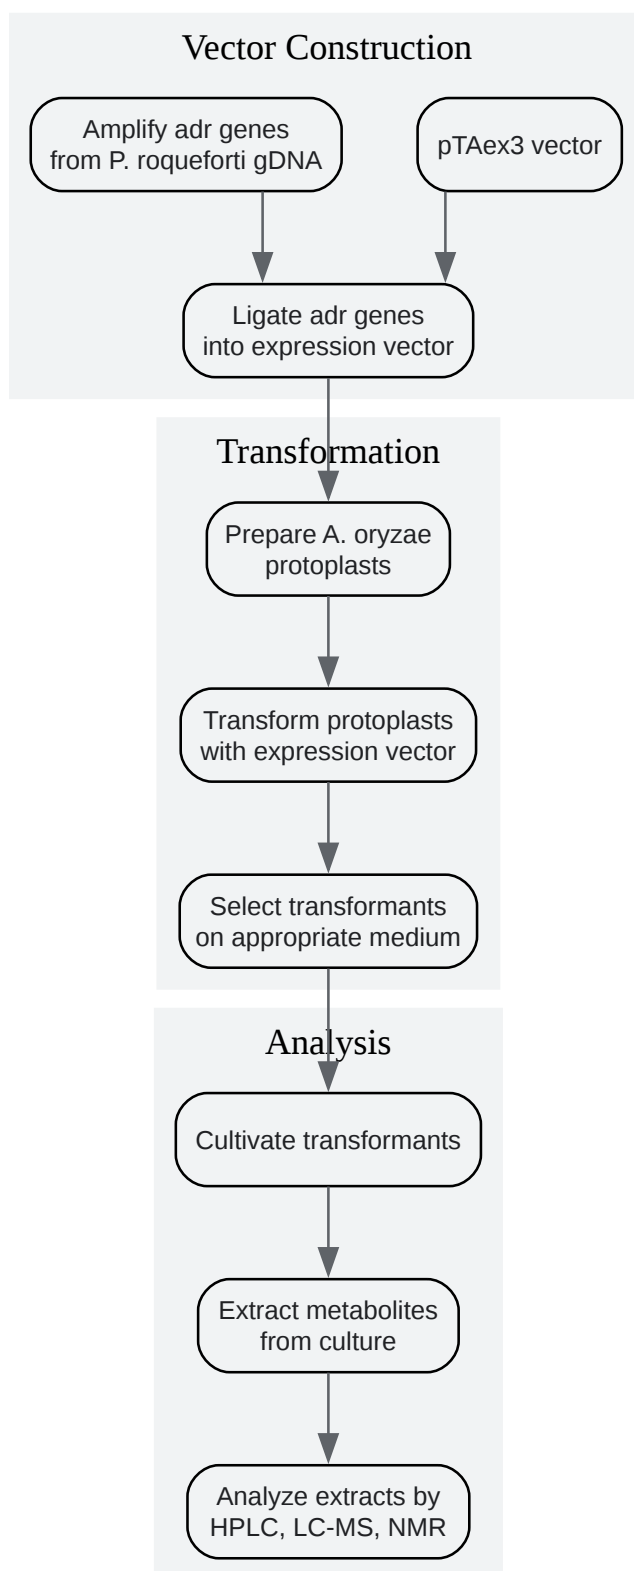 Vector Construction
Amplify adr genes
from P. roqueforti gDNA
pTAex3 vector
Ligate adr genes
into expression vector
Transformation
Prepare A. oryzae
protoplasts
Transform protoplasts
with expression vector
Select transformants
on appropriate medium
Analysis
Cultivate transformants
Extract metabolites
from culture
Analyze extracts by
HPLC, LC-MS, NMR